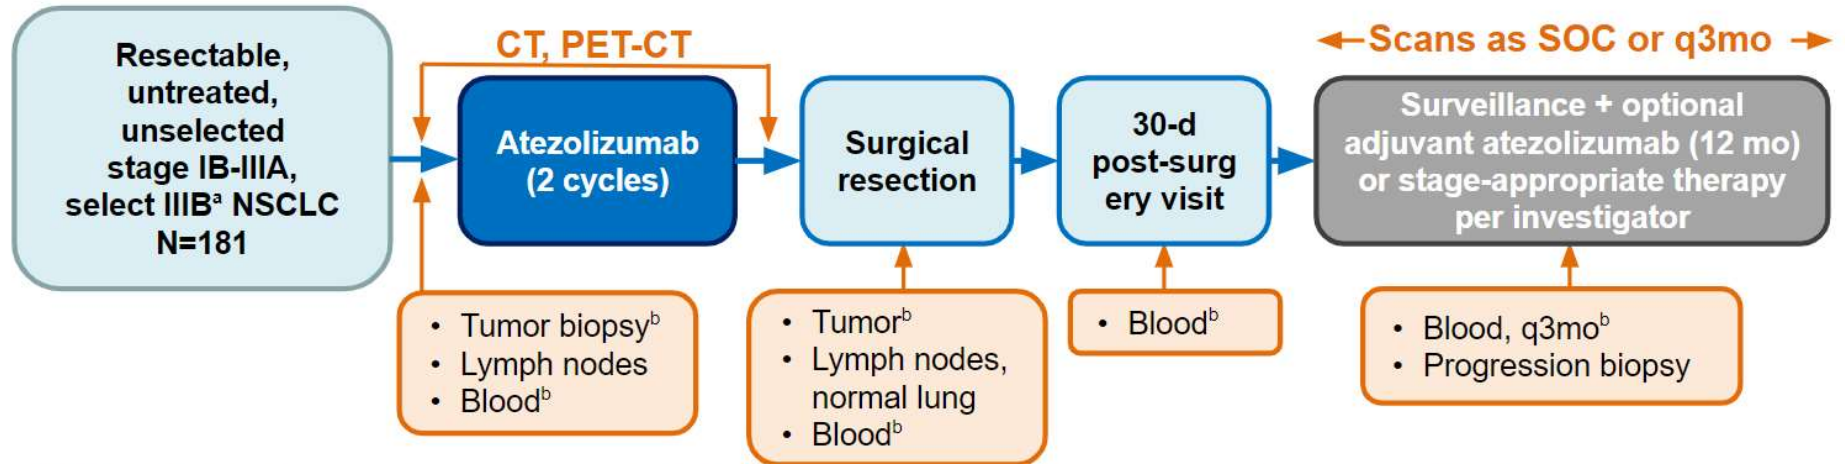 CT, PET-CT
Scans as SOC or q3mo
Resectable,
untreated,
unselected
stage IB-IIIA,
select IIIBᵃ NSCLC
N=181
Atezolizumab
(2 cycles)
Surgical
resection
30-d
post-surg
ery visit
Surveillance + optional
adjuvant atezolizumab (12 mo)
or stage-appropriate therapy
per investigator
• Tumor biopsyᵇ
• Lymph nodes
• Bloodᵇ
• Tumorᵇ
• Lymph nodes,
normal lung
• Bloodᵇ
• Bloodᵇ
• Blood, q3moᵇ
• Progression biopsy